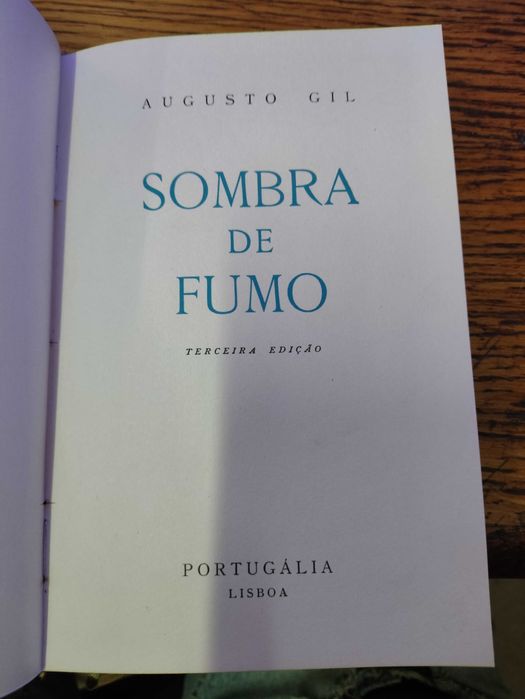 AUGUSTO GIL
SOMBRA
DE
FUMO
TERCEIRA EDIÇÃO
PORTUGÁLIA
LISBOA